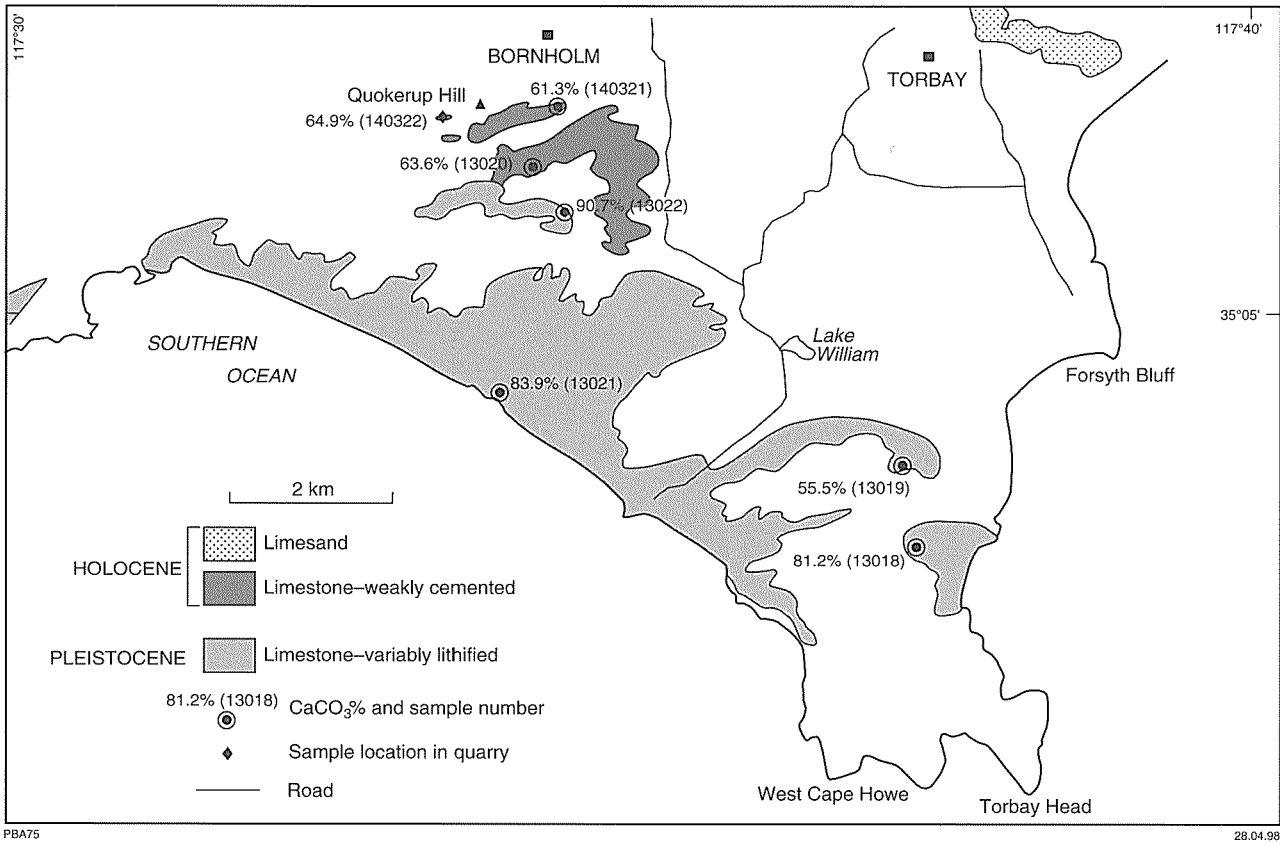 117°30'
117°40'
BORNHOLM
TORBAY
Quokerup Hill
61.3% (140321)
64.9% (140322)
63.6% (13020)
90.7% (13022)
35°05'
SOUTHERN
OCEAN
Lake
William
Forsyth Bluff
83.9% (13021)
55.5% (13019)
81.2% (13018)
2 km
HOLOCENE
Limesand
Limestone–weakly cemented
PLEISTOCENE
Limestone–variably lithified
81.2% (13018)
CaCO₃% and sample number
Sample location in quarry
Road
West Cape Howe
Torbay Head
PBA75
28.04.98